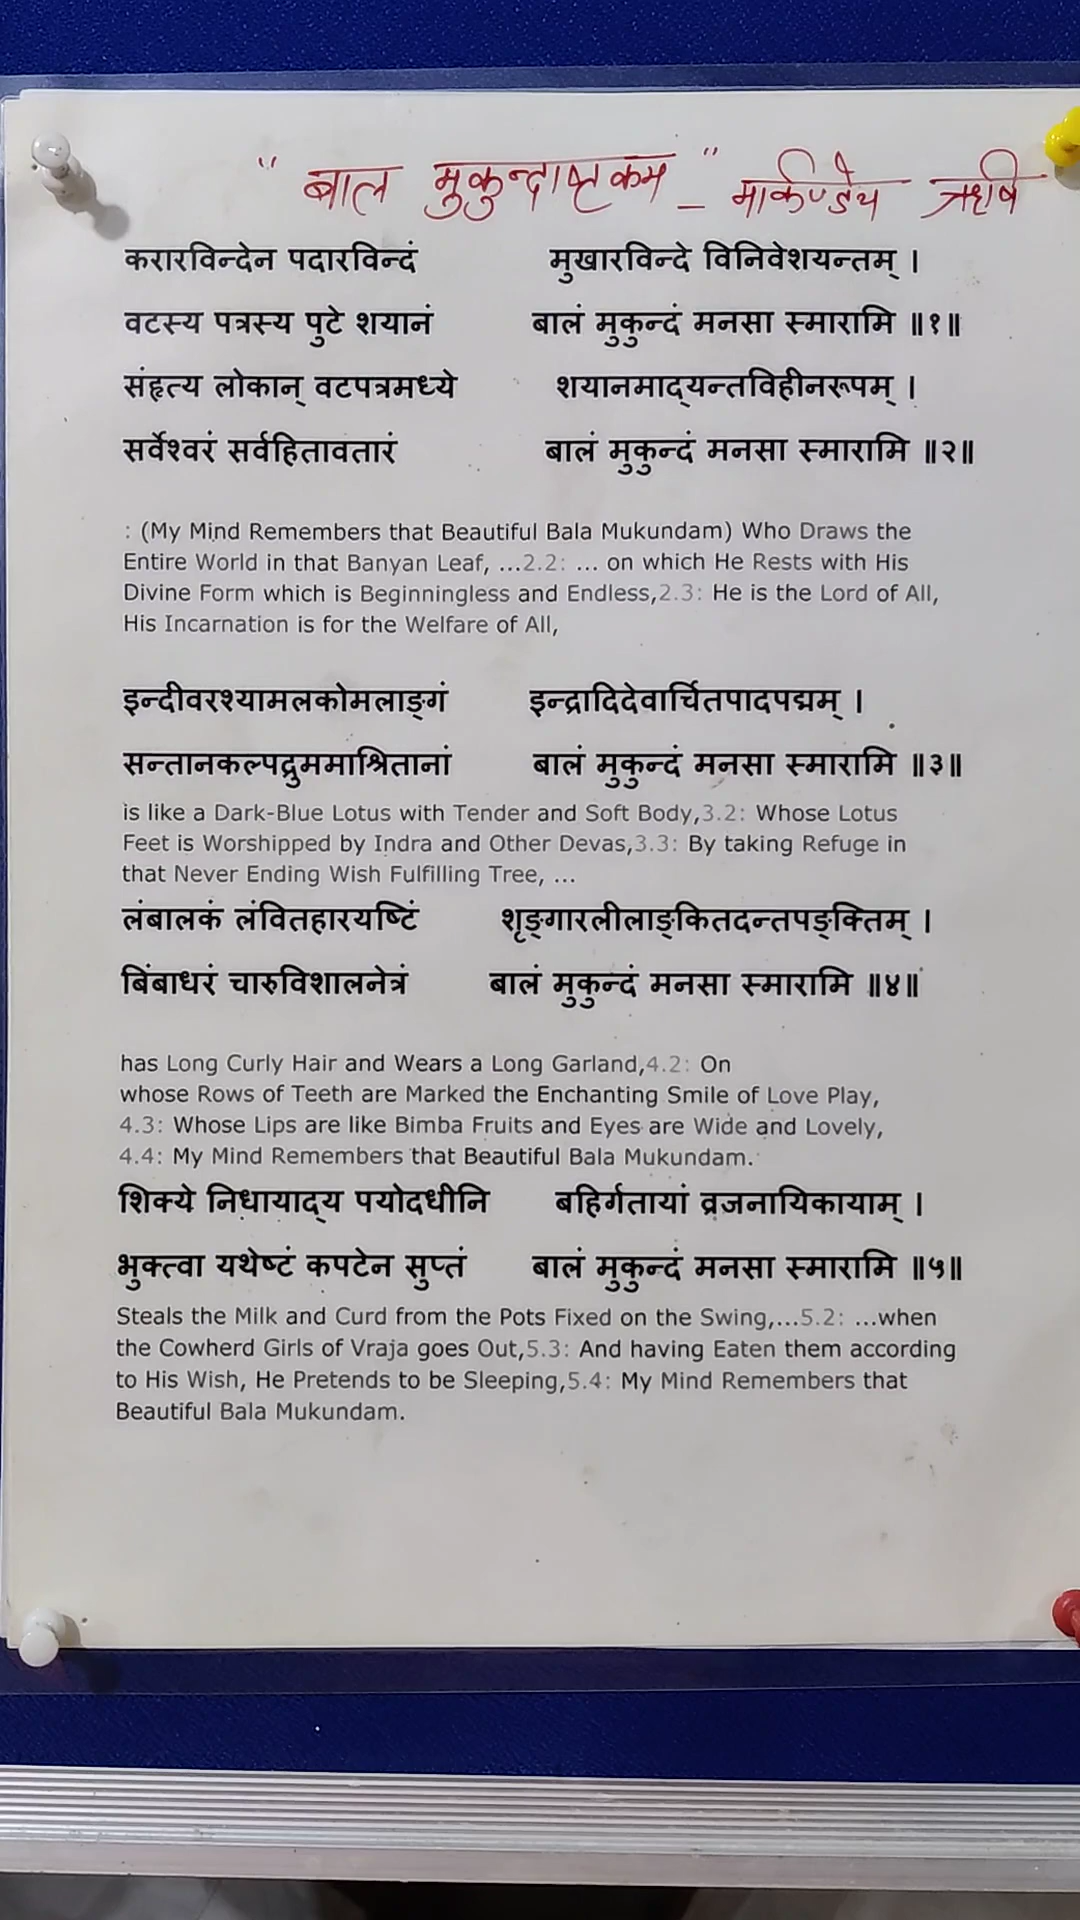 "बाल मुकुन्दाष्टकम" - मार्कण्डेय ऋषि
करारविन्देन पदारविन्दं मुखारविन्दे विनिवेशयन्तम् ।
वटस्य पत्रस्य पुटे शयानं बालं मुकुन्दं मनसा स्मारामि ॥१॥
संहृत्य लोकान् वटपत्रमध्ये शयानमाद्यन्तविहीनरूपम् ।
सर्वेश्वरं सर्वहितावतारं बालं मुकुन्दं मनसा स्मारामि ॥२॥
: (My Mind Remembers that Beautiful Bala Mukundam) Who Draws the
Entire World in that Banyan Leaf, ...2.2: ... on which He Rests with His
Divine Form which is Beginningless and Endless,2.3: He is the Lord of All,
His Incarnation is for the Welfare of All,
इन्दीवरश्यामलकोमलाङ्गं इन्द्रादिदेवार्चितपादपद्मम् ।
सन्तानकल्पद्रुममाश्रितानां बालं मुकुन्दं मनसा स्मारामि ॥३॥
is like a Dark-Blue Lotus with Tender and Soft Body,3.2: Whose Lotus
Feet is Worshipped by Indra and Other Devas,3.3: By taking Refuge in
that Never Ending Wish Fulfilling Tree, ...
लंबालकं लंवितहारयष्टिं शृङ्गारलीलाङ्कितदन्तपङ्क्तिम् ।
बिंबाधरं चारुविशालनेत्रं बालं मुकुन्दं मनसा स्मारामि ॥४॥
has Long Curly Hair and Wears a Long Garland,4.2: On
whose Rows of Teeth are Marked the Enchanting Smile of Love Play,
4.3: Whose Lips are like Bimba Fruits and Eyes are Wide and Lovely,
4.4: My Mind Remembers that Beautiful Bala Mukundam.
शिक्ये निधायाद्य पयोदधीनि बहिर्गतायां व्रजनायिकायाम् ।
भुक्त्वा यथेष्टं कपटेन सुप्तं बालं मुकुन्दं मनसा स्मारामि ॥५॥
Steals the Milk and Curd from the Pots Fixed on the Swing,...5.2: ...when
the Cowherd Girls of Vraja goes Out,5.3: And having Eaten them according
to His Wish, He Pretends to be Sleeping,5.4: My Mind Remembers that
Beautiful Bala Mukundam.